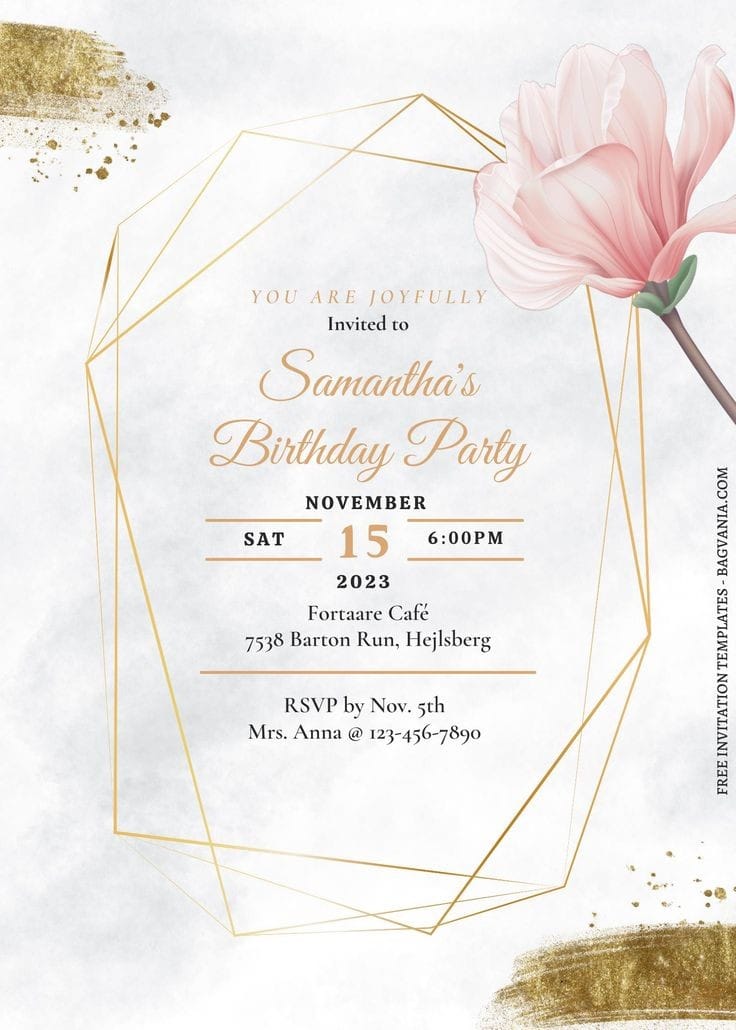 YOU ARE JOYFULLY
Invited to
Samantha's
Birthday Party
NOVEMBER
SAT 15 6:00PM
2023
Fortaare Café
7538 Barton Run, Hejlsberg
RSVP by Nov. 5th
Mrs. Anna @ 123-456-7890
FREE INVITATION TEMPLATES - BAGVANIA.COM